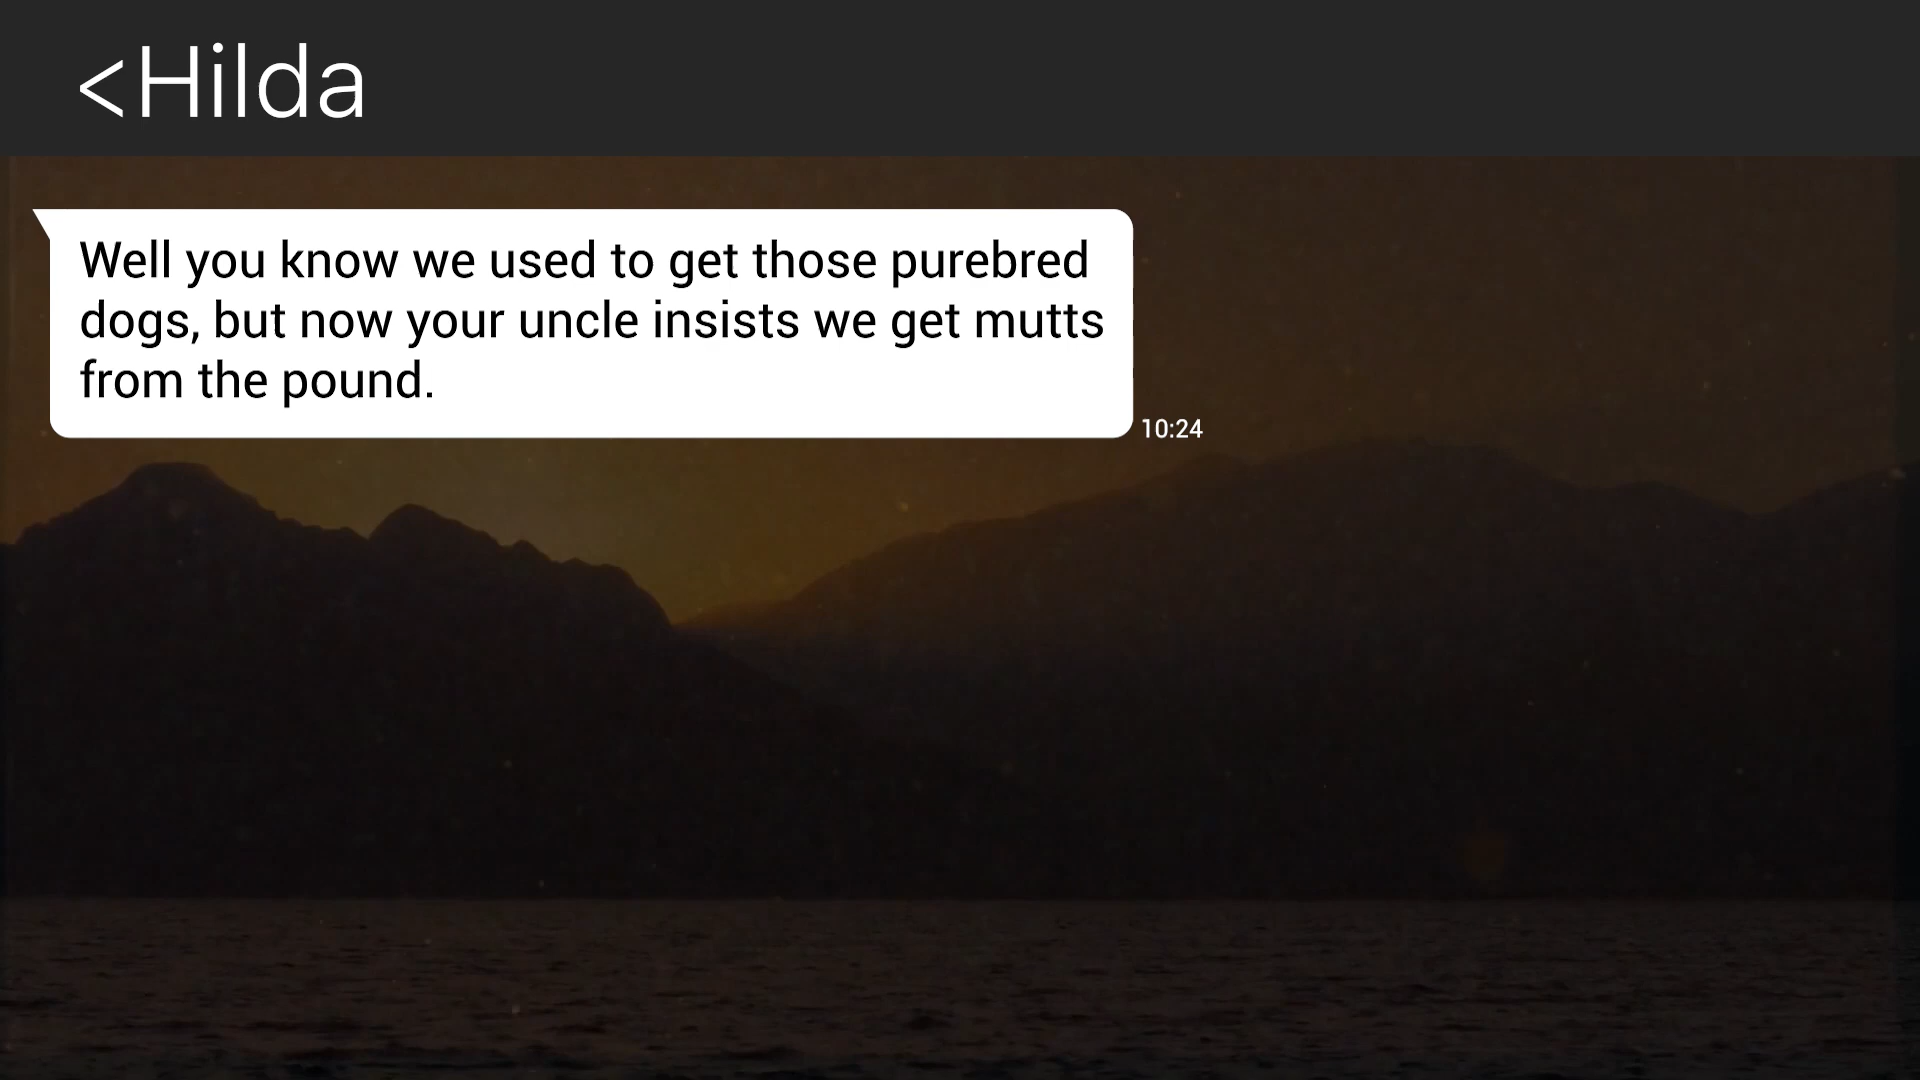 <Hilda
Well you know we used to get those purebred
dogs, but now your uncle insists we get mutts
from the pound.
10:24